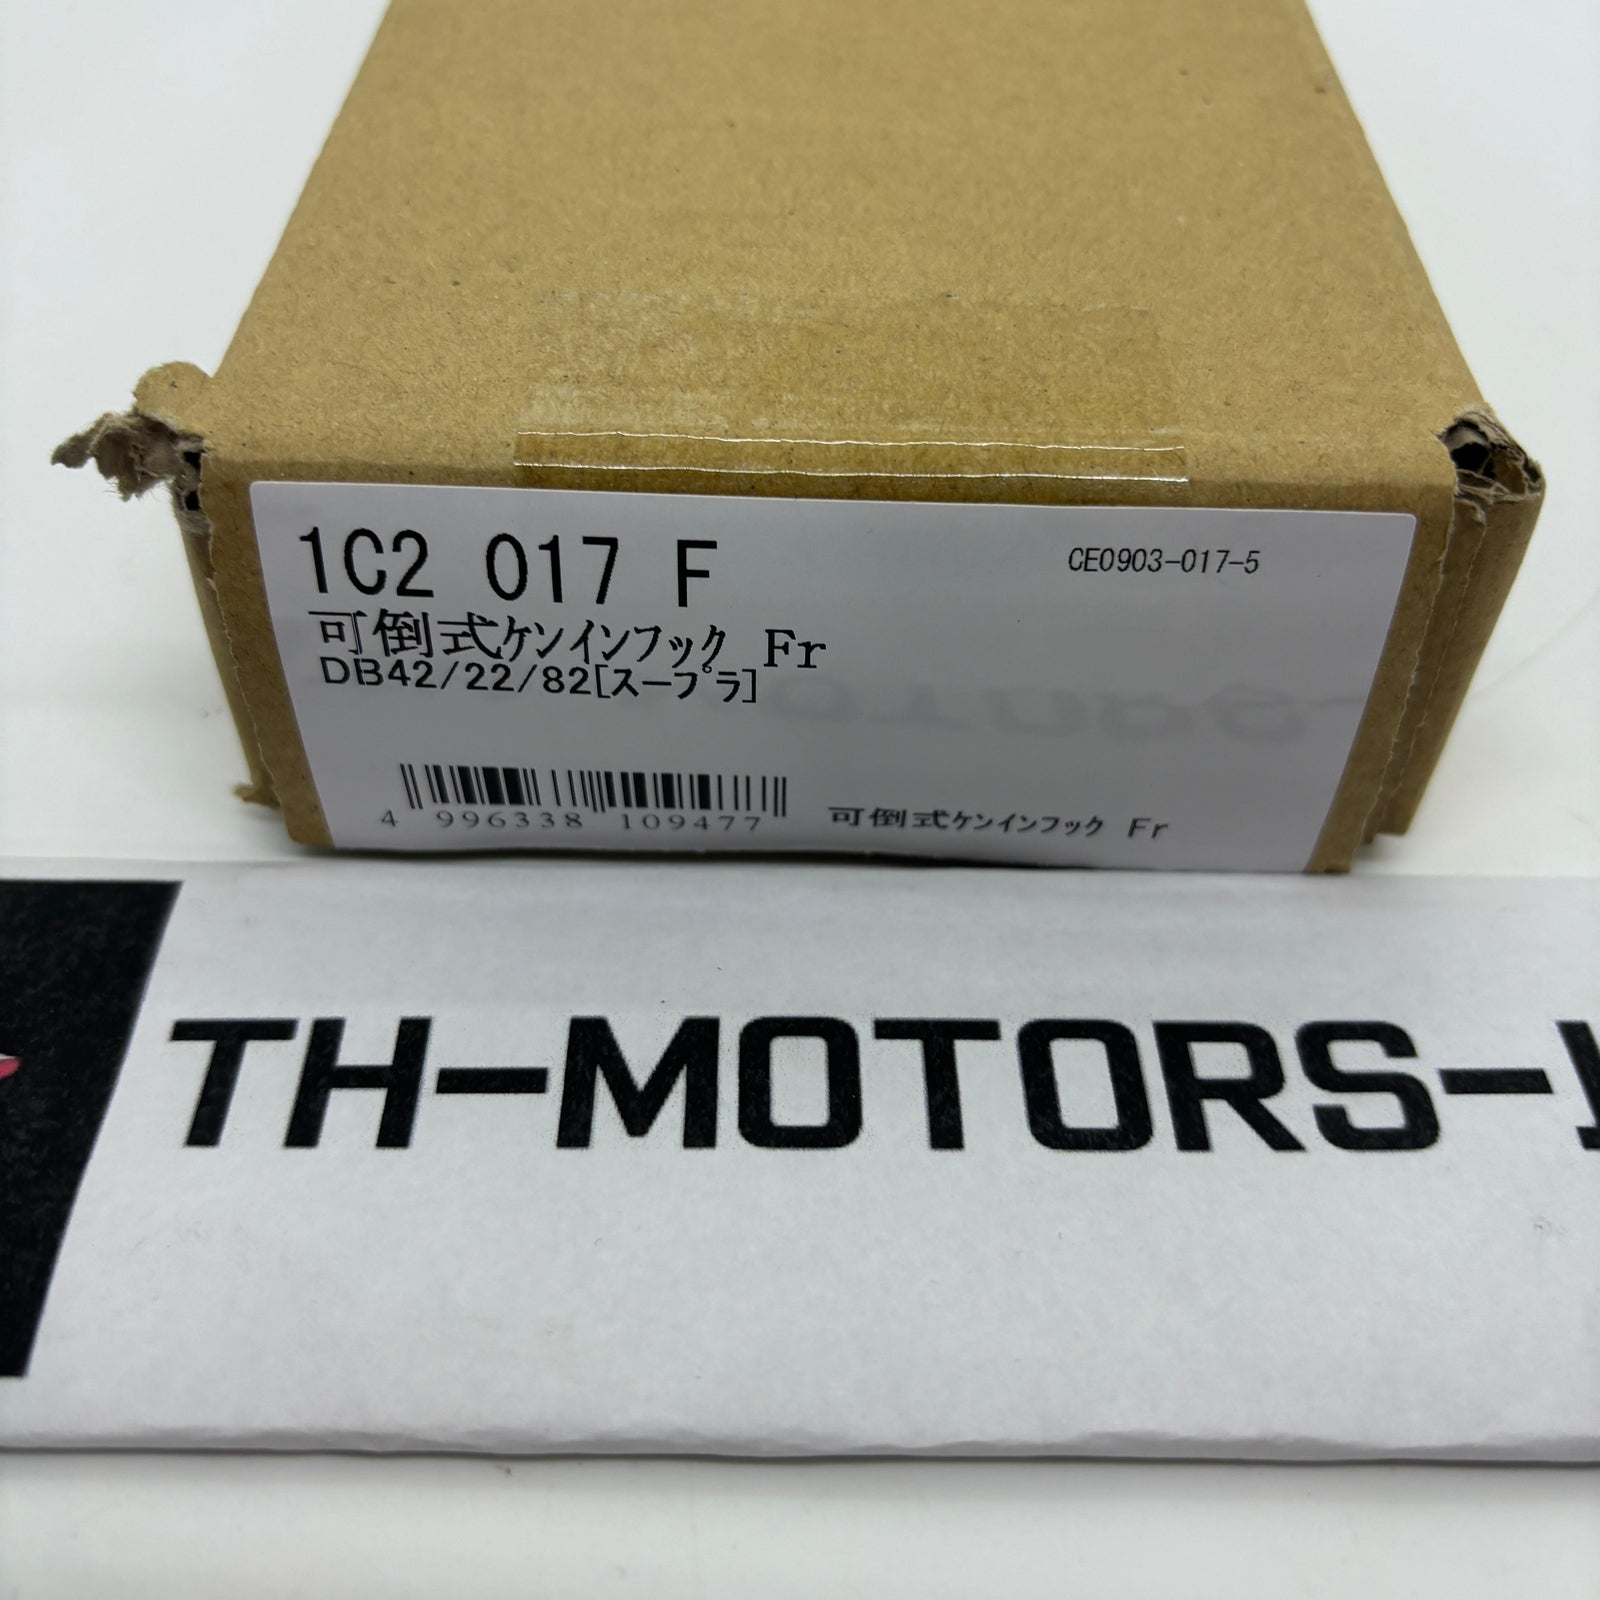 1C2 017 F
CE0903-017-5
可倒式ｹﾝｲﾝﾌｯｸ Fr
DB42/22/82[ｽｰﾌﾟﾗ]
4 996338 109477
可倒式ｹﾝｲﾝﾌｯｸ Fr
TH-MOTORS-J